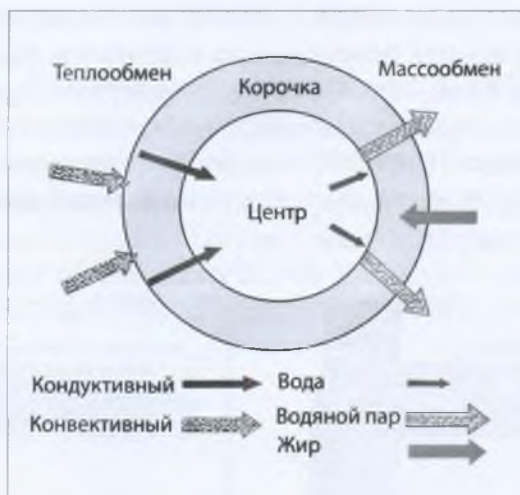 Теплообмен
Массообмен
Корочка
Центр
Кондуктивный
Вода
Конвективный
Водяной пар
Жир